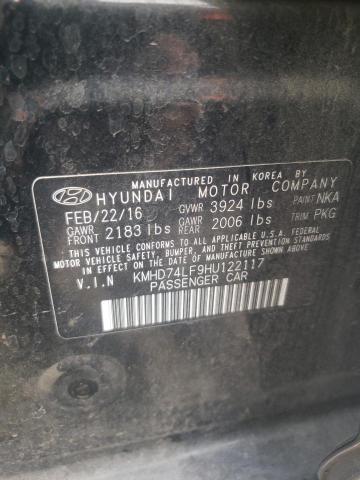 MANUFACTURED IN KOREA BY
HYUNDAI MOTOR COMPANY
FEB/22/16 GVWR 3924 lbs PAINT NKA
GAWR FRONT 2183 lbs GAWR REAR 2006 lbs TRIM PKG
THIS VEHICLE CONFORMS TO ALL APPLICABLE U.S.A. FEDERAL
MOTOR VEHICLE SAFETY, BUMPER, AND THEFT PREVENTION
STANDARDS IN EFFECT ON THE DATE OF MANUFACTURE SHOWN ABOVE
V.I.N KMHD74LF9HU122117
PASSENGER CAR